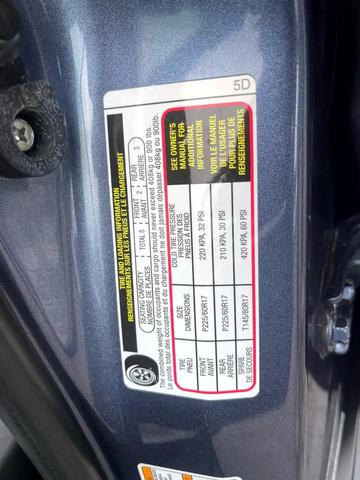 5D
TIRE AND LOADING INFORMATION
RENSEIGNEMENTS SUR LES PNEUS ET LE CHARGEMENT
SEATING CAPACITY TOTAL 5 FRONT 2 REAR 3
NOMBRE DE PLACES AVANT ARRIÈRE
The combined weight of occupants and cargo should never exceed 408kg or 900 lbs.
Le poids total des occupants et du chargement ne doit jamais dépasser 408kg ou 900lb.
TIRE SIZE COLD TIRE PRESSURE SEE OWNER'S
PNEU DIMENSIONS PRESSION DES MANUAL FOR
PNEUS À FROID ADDITIONAL
INFORMATION
FRONT P225/60R17 220 KPA, 32 PSI
AVANT
REAR P225/60R17 210 KPA, 30 PSI
ARRIÈRE
SPARE T145/80R17 420 KPA, 60 PSI
DE SECOURS
VOIR LE MANUEL
DE L'USAGER
POUR PLUS DE
RENSEIGNEMENTS